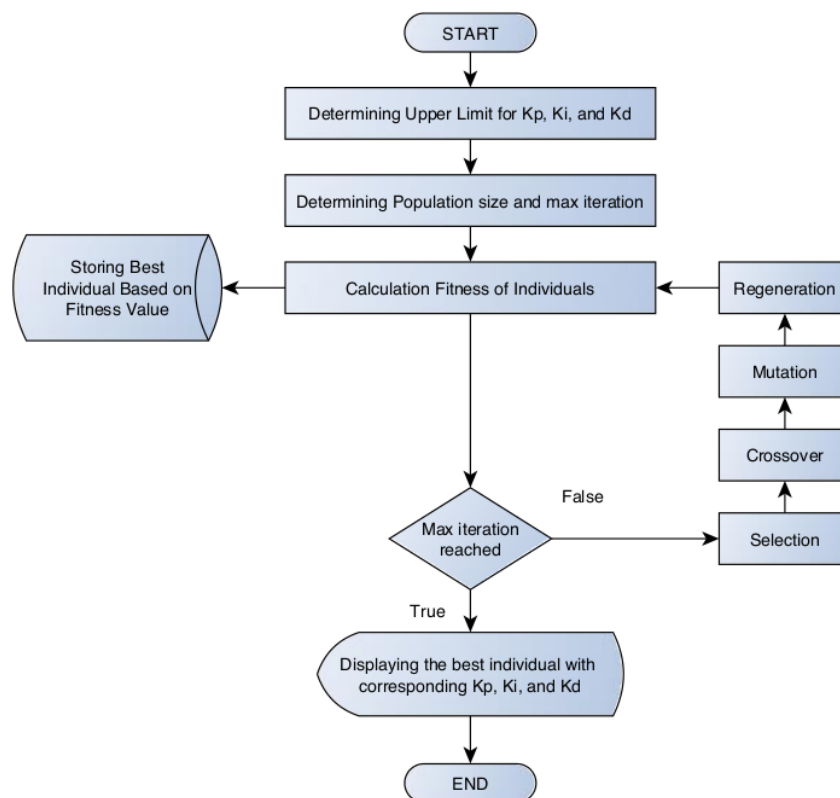 START
Determining Upper Limit for Kp, Ki, and Kd
Determining Population size and max iteration
Storing Best
Individual Based on
Fitness Value
Calculation Fitness of Individuals
Regeneration
Mutation
Crossover
Selection
False
Max iteration
reached
True
Displaying the best individual with
corresponding Kp, Ki, and Kd
END